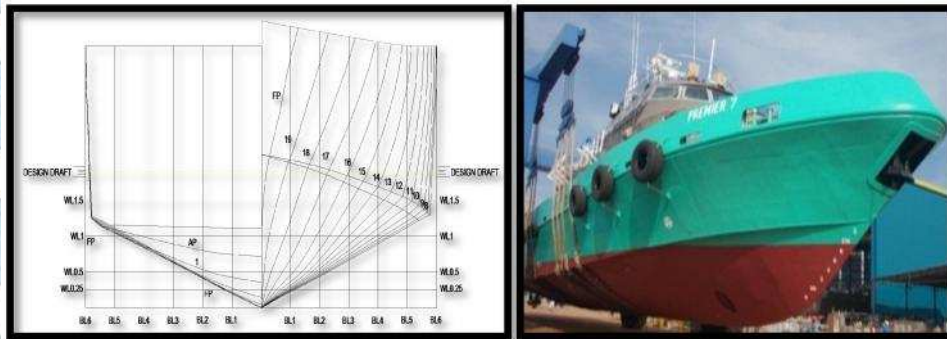 FP
19
18
17
16
15
14
13
12
11
10
DESIGN DRAFT
DESIGN DRAFT
WL1.5
WL1.5
WL1
WL1
FP
AP
1
WL0.5
WL0.5
FP
WL0.25
WL0.25
BL6 BL5 BL4 BL3 BL2 BL1 BL1 BL2 BL3 BL4 BL5 BL6
PREMIER 7